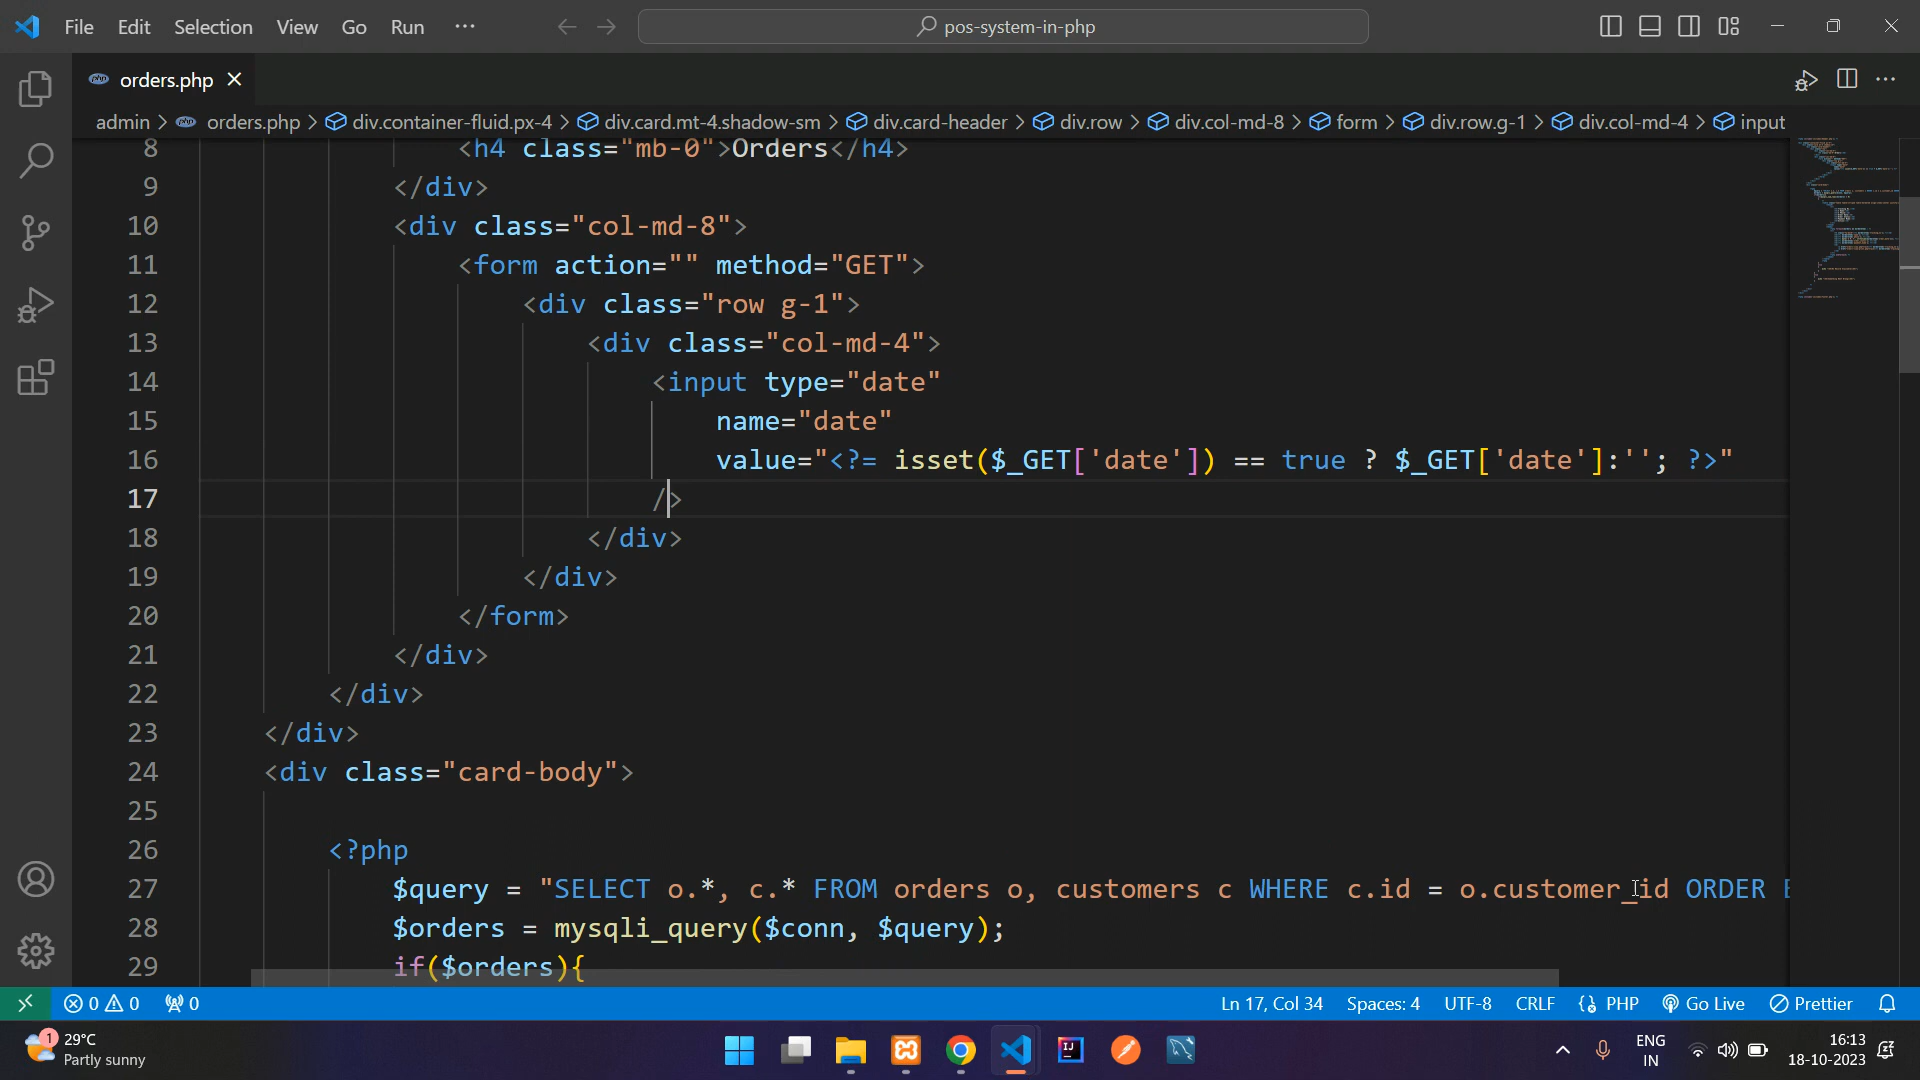 File Edit Selection View Go Run ··· pos-system-in-php
orders.php
admin > orders.php > div.container-fluid.px-4 > div.card.mt-4.shadow-sm > div.card-header > div.row > div.col-md-8 > form > div.row.g-1 > div.col-md-4 > input
8 <h4 class="mb-0">Orders</h4>
9 </div>
10 <div class="col-md-8">
11 <form action="" method="GET">
12 <div class="row g-1">
13 <div class="col-md-4">
14 <input type="date"
15 name="date"
16 value="<?= isset($_GET['date']) == true ? $_GET['date']:''; ?>"
17 />
18 </div>
19 </div>
20 </form>
21 </div>
22 </div>
23 </div>
24 <div class="card-body">
25
26 <?php
27 $query = "SELECT o.*, c.* FROM orders o, customers c WHERE c.id = o.customer_id ORDER
28 $orders = mysqli_query($conn, $query);
29 if($orders){
0 0 0 Ln 17, Col 34 Spaces: 4 UTF-8 CRLF PHP Go Live Prettier
1 29°C ENG 16:13
Partly sunny IN 18-10-2023